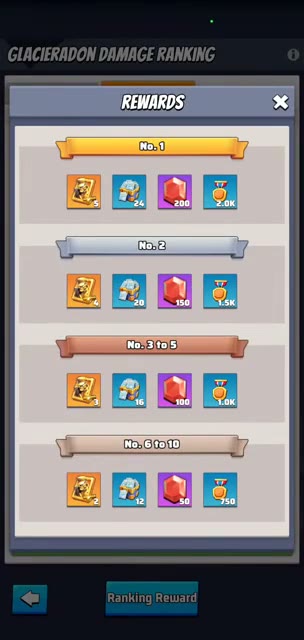 GLACIERADON DAMAGE RANKING
REWARDS
No. 1
5 24 200 2.0K
No. 2
4 20 150 1.5K
No. 3 to 5
3 16 100 1.0K
No. 6 to 10
2 12 50 750
Ranking Reward